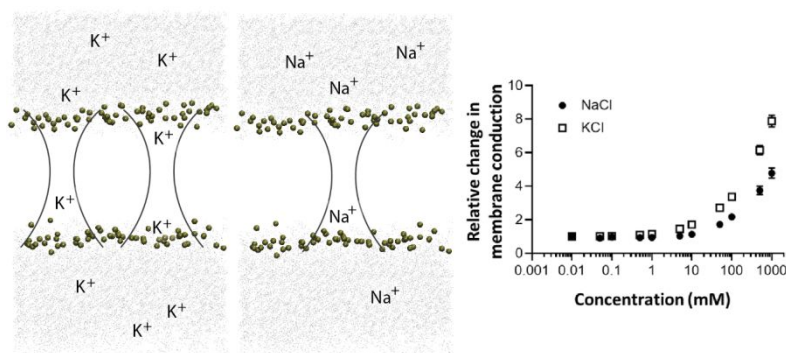 K⁺
K⁺
K⁺
K⁺
K⁺
K⁺
K⁺
K⁺
K⁺
Na⁺
Na⁺
Na⁺
Na⁺
Na⁺
Relative change in
membrane conduction
10
8
6
4
2
0
NaCl
KCl
0.001 0.01 0.1 1 10 100 1000
Concentration (mM)